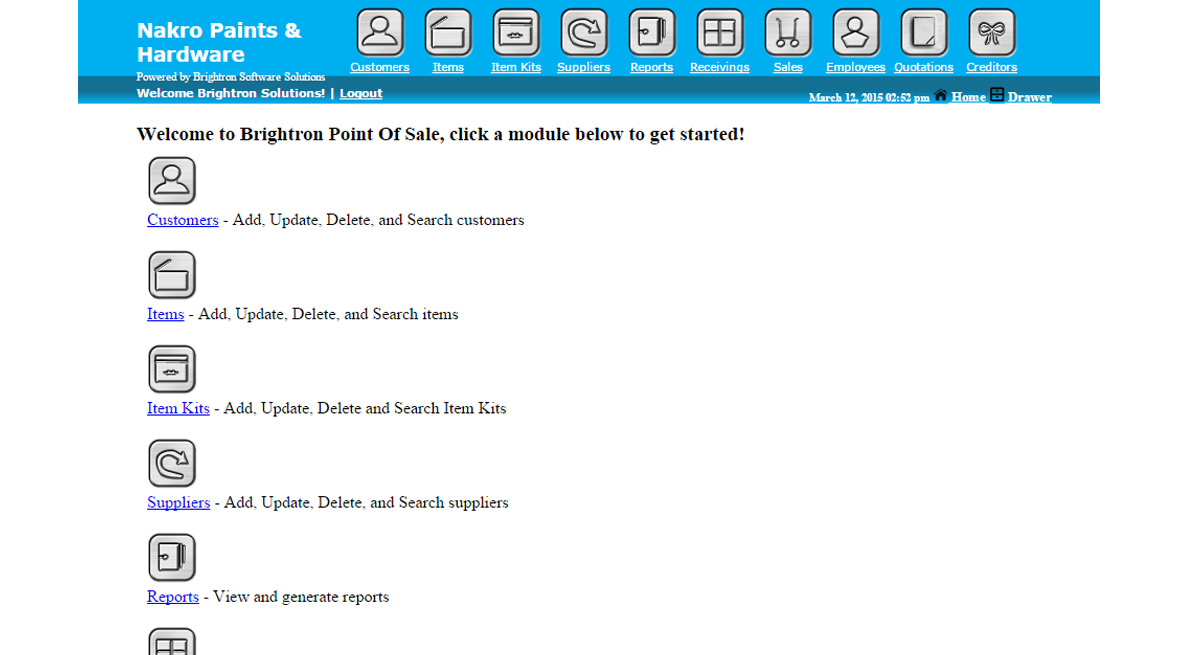 Nakro Paints &
Hardware
Powered by Brightron Software Solutions
Customers Items Item Kits Suppliers Reports Receivings Sales Employees Quotations Creditors
Welcome Brightron Solutions! | Logout
March 12, 2015 02:52 pm Home Drawer
Welcome to Brightron Point Of Sale, click a module below to get started!
Customers - Add, Update, Delete, and Search customers
Items - Add, Update, Delete, and Search items
Item Kits - Add, Update, Delete and Search Item Kits
Suppliers - Add, Update, Delete, and Search suppliers
Reports - View and generate reports